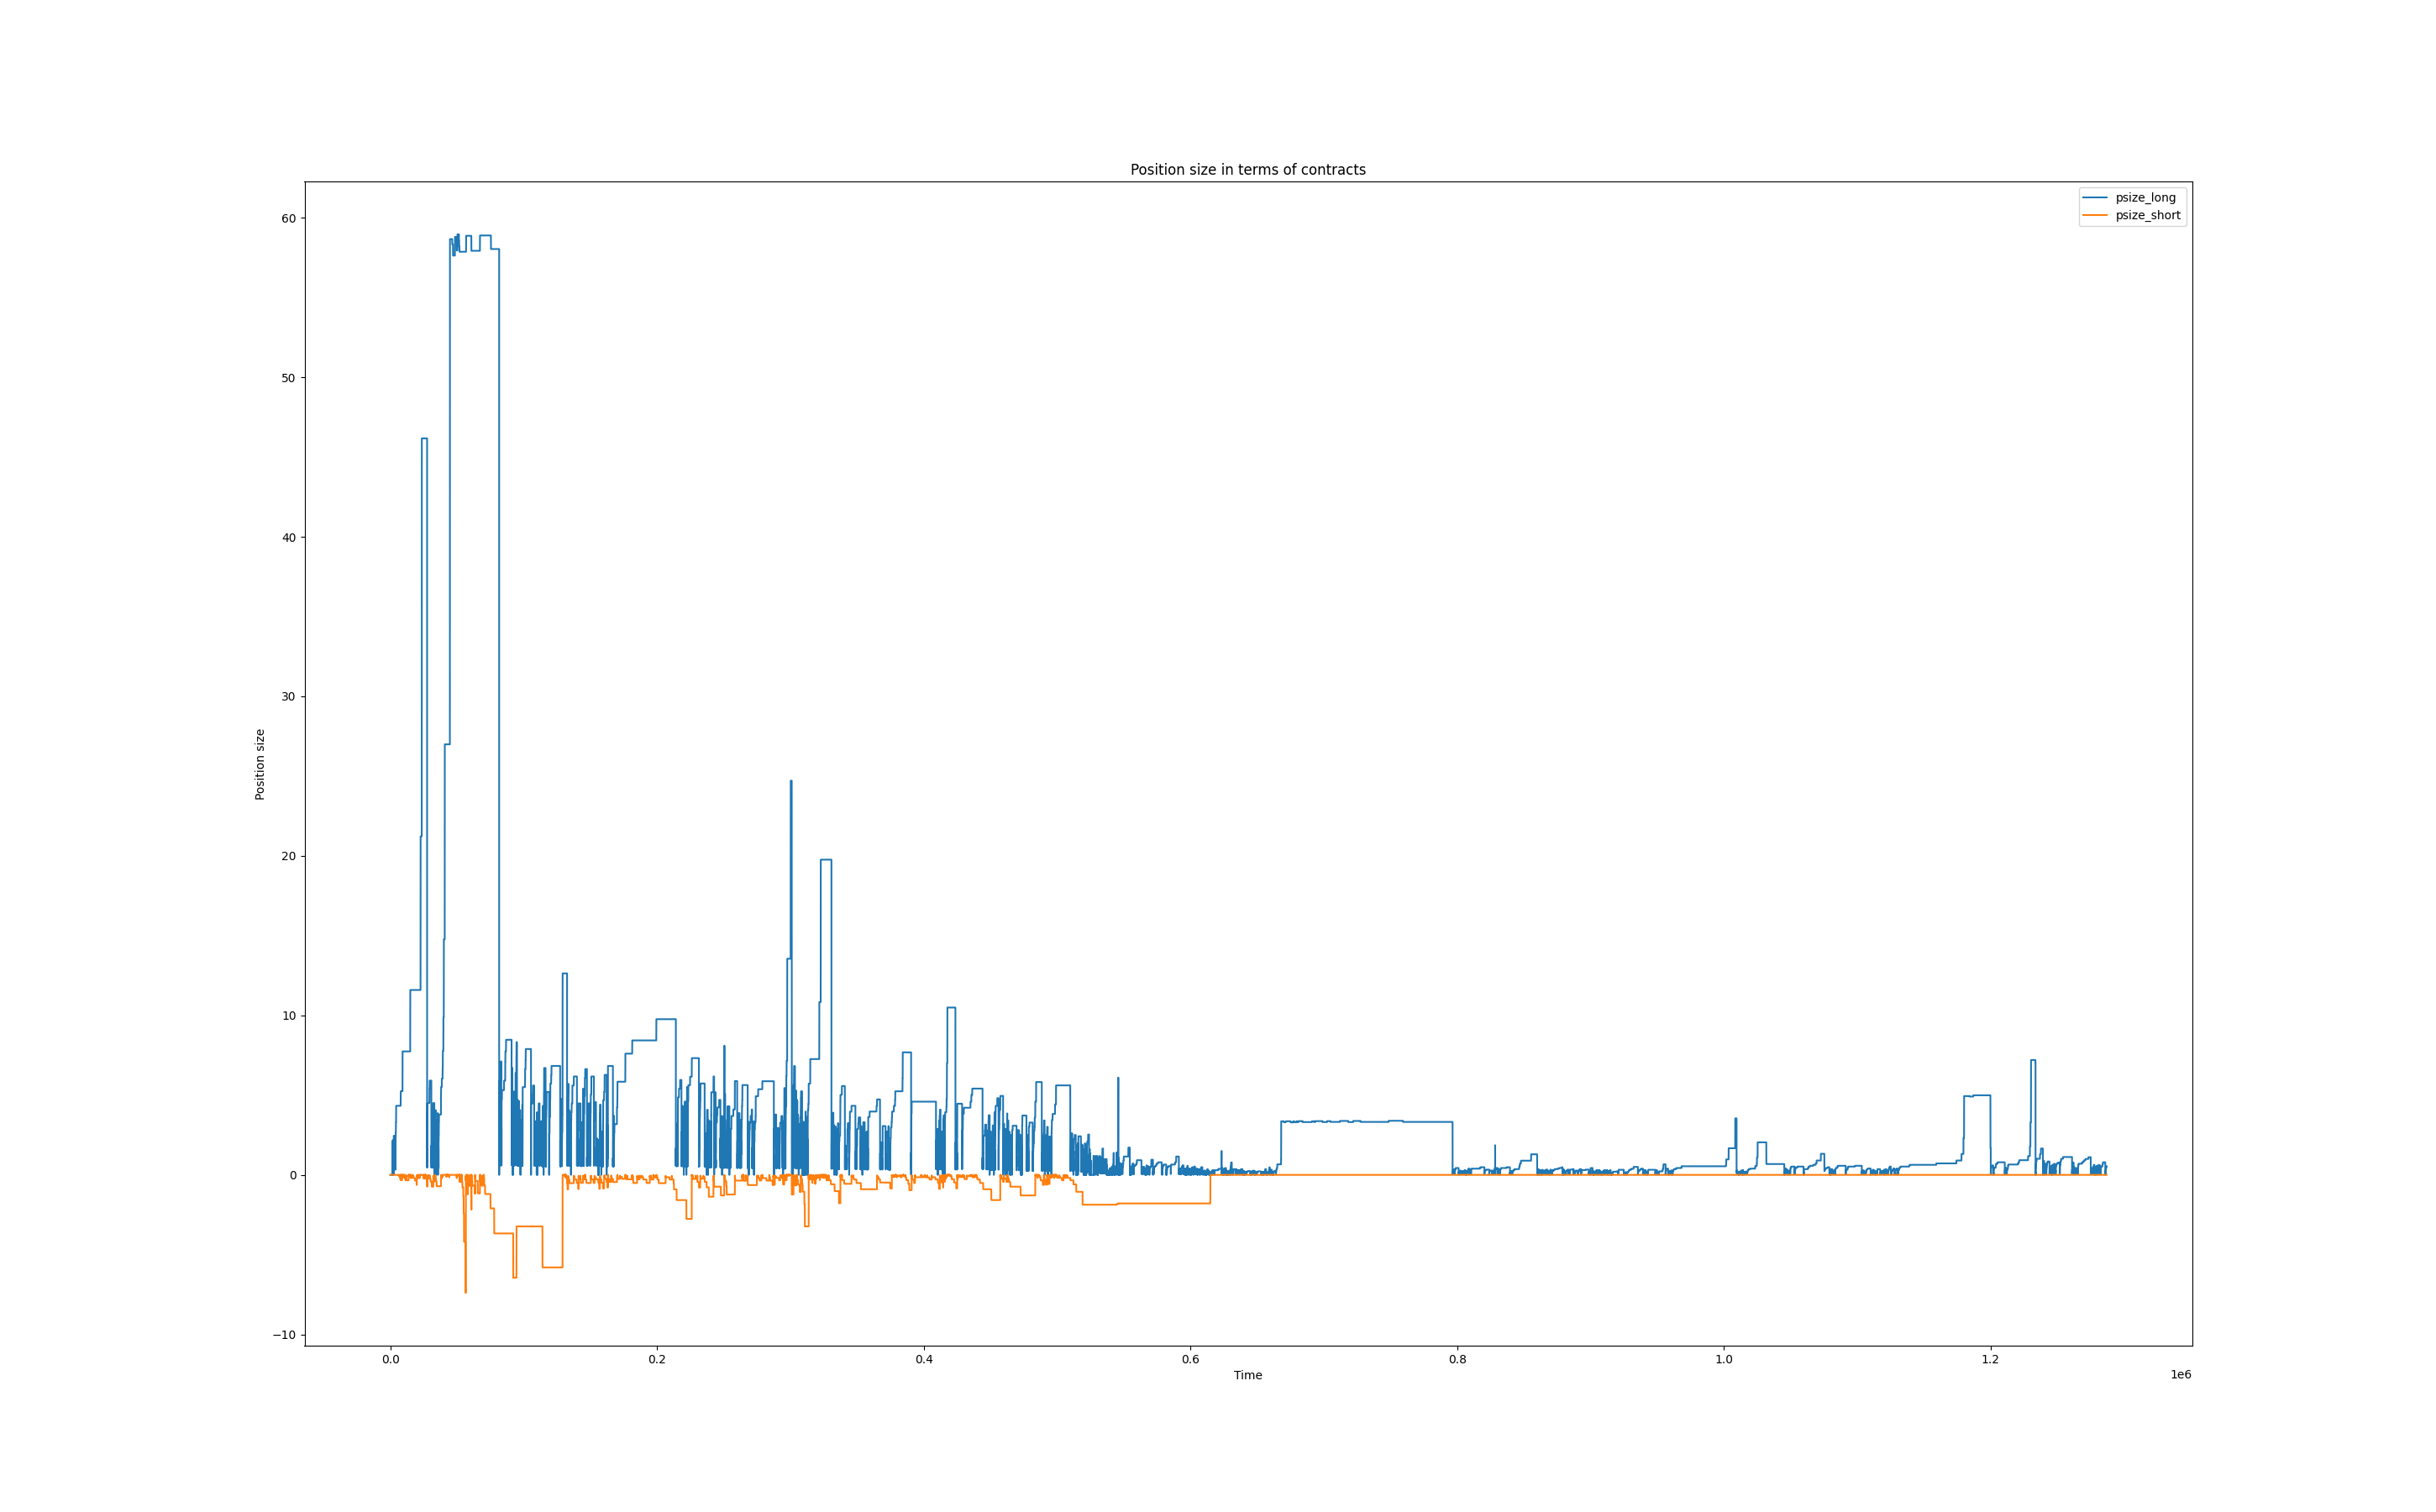 Position size in terms of contracts
psize_long
psize_short
60
50
40
30
20
10
0
−10
Position size
0.0 0.2 0.4 0.6 0.8 1.0 1.2
Time
1e6